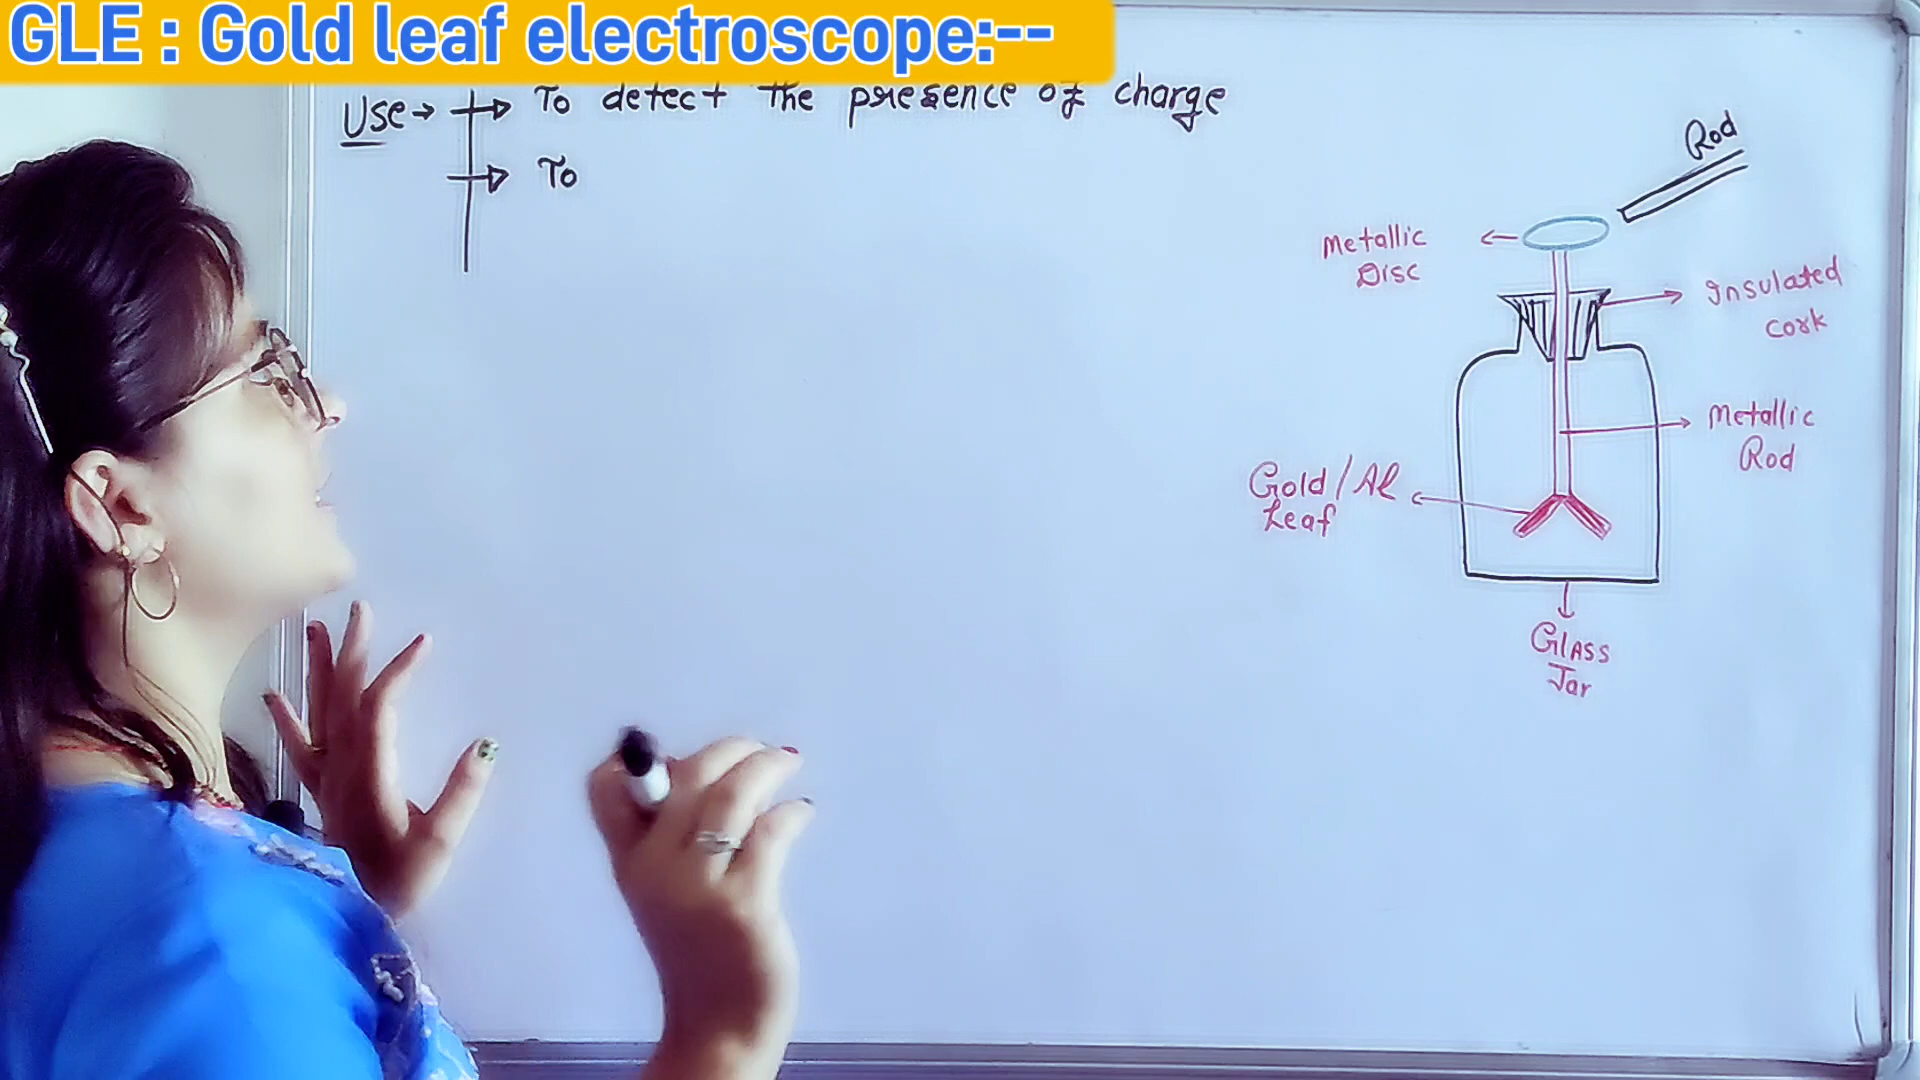 GLE : Gold leaf electroscope:--
Use→ → To detect the presence of charge
→ To
Rod
Metallic
Disc
Insulated
cork
Metallic
Rod
Gold/Al
Leaf
Glass
Jar